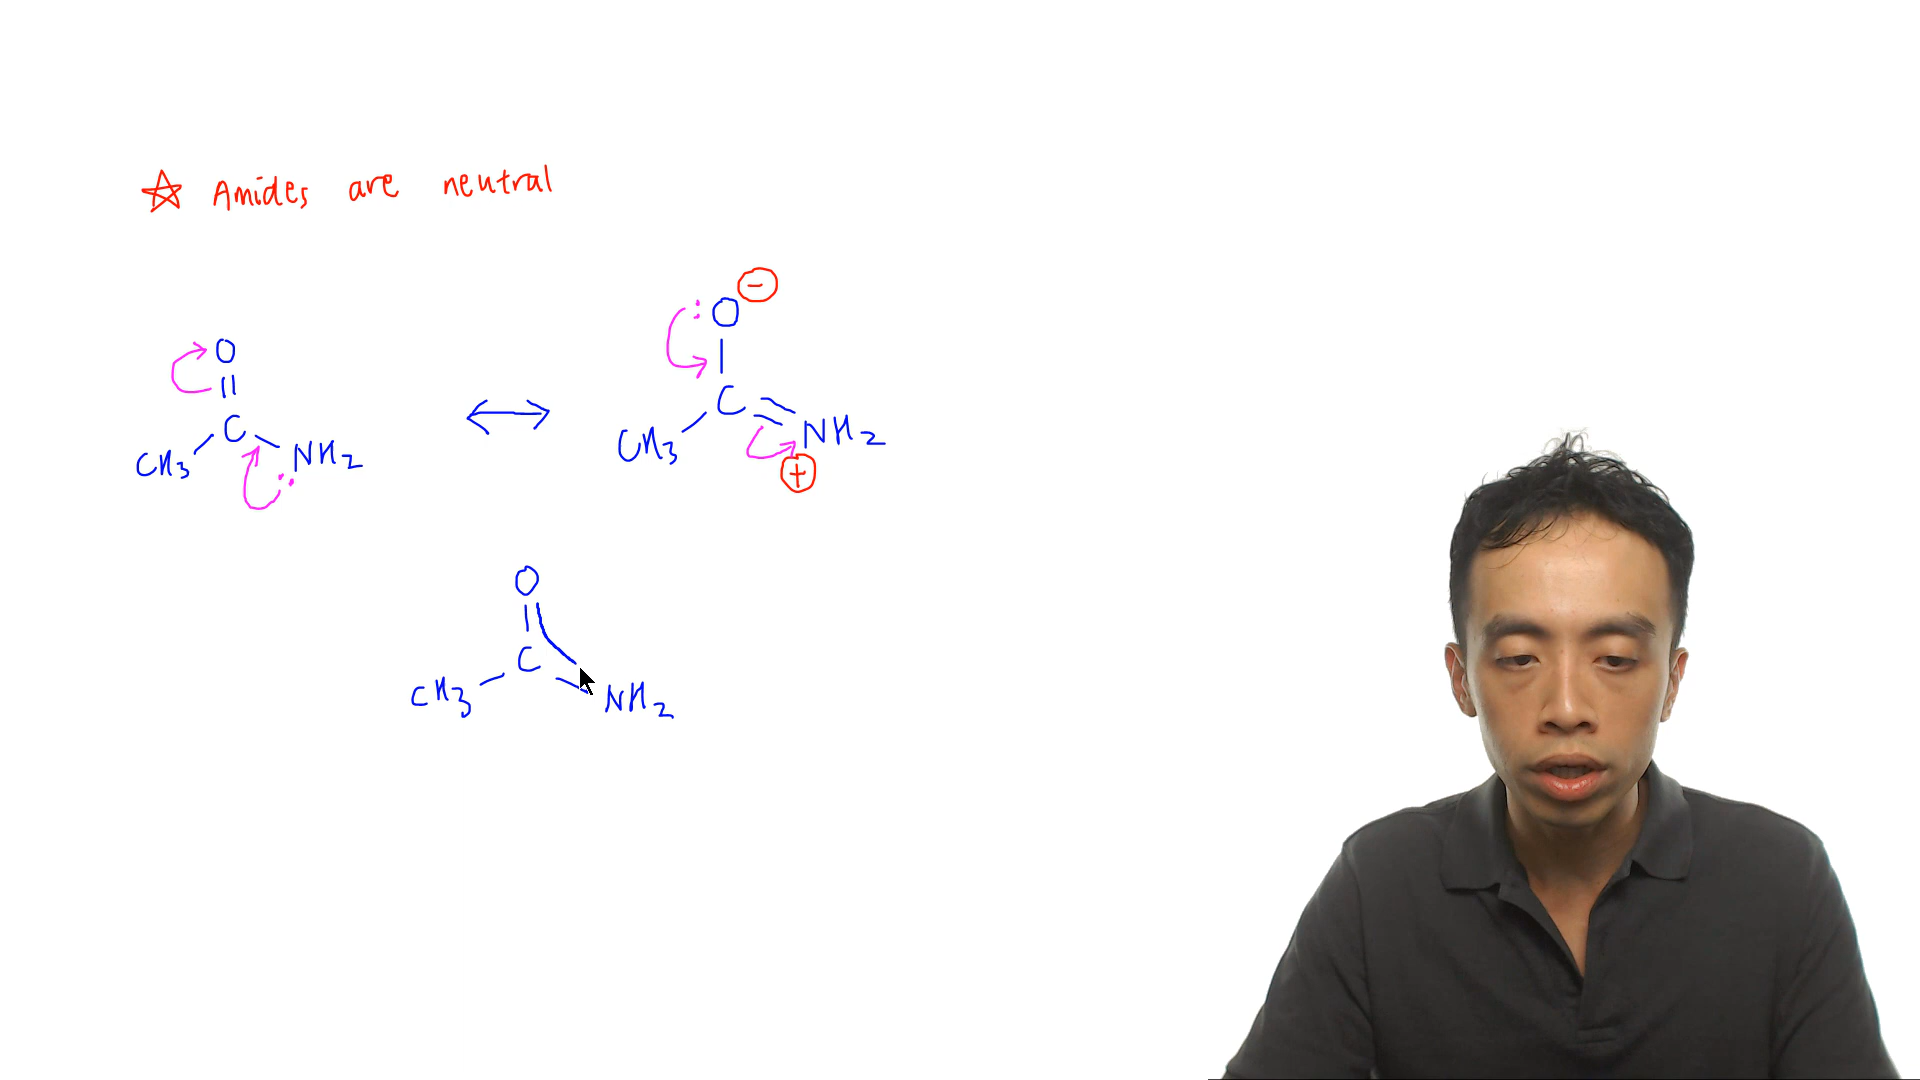 ☆ Amides are neutral
O
||
C
CH3
:NH2
⟷
:O ⊖
C
CH3
NH2
⊕
O
C
CH3
NH2